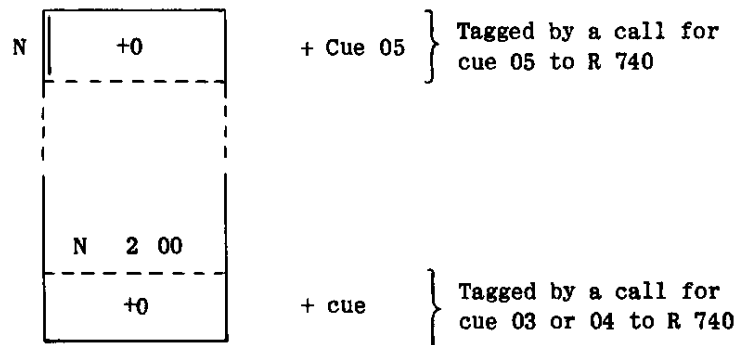 N +0 + Cue 05 Tagged by a call for
cue 05 to R 740
N 2 00
+0 + cue Tagged by a call for
cue 03 or 04 to R 740